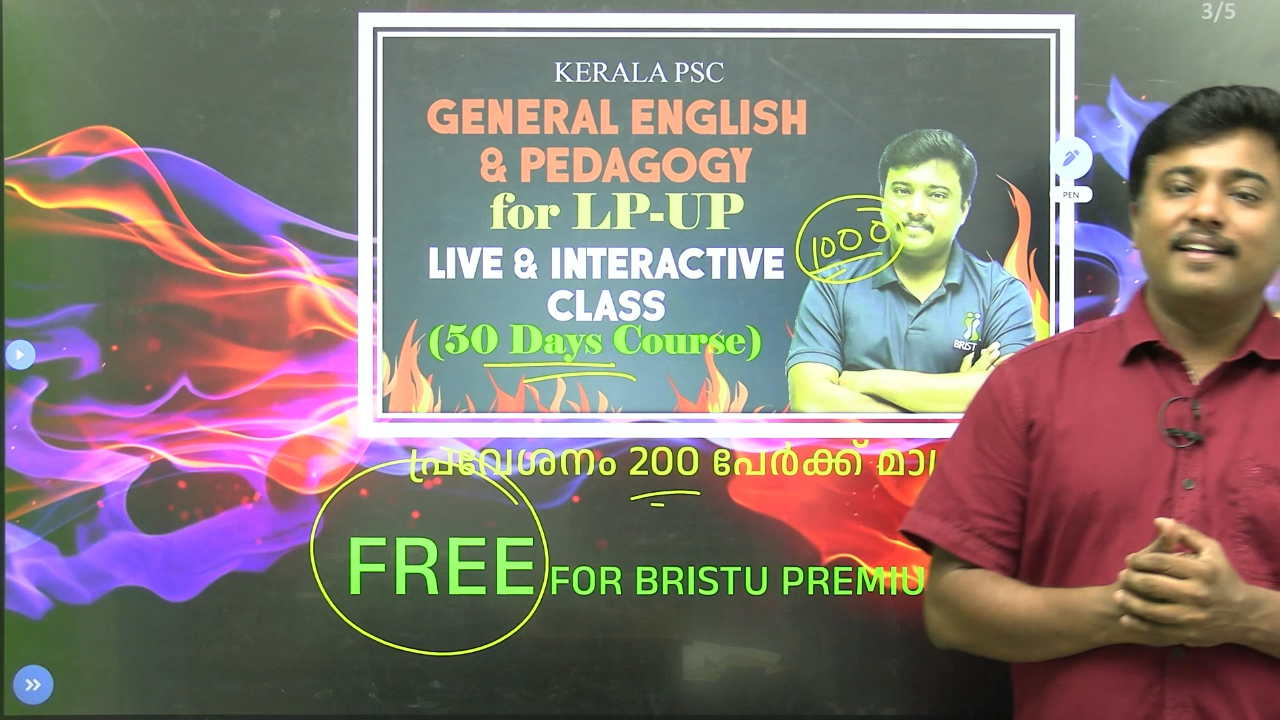 3/5
KERALA PSC
GENERAL ENGLISH
& PEDAGOGY
for LP-UP
LIVE & INTERACTIVE
CLASS
(50 Days Course)
1000
PEN
പ്രവേശനം 200 പേർക്ക്
FREE FOR BRISTU